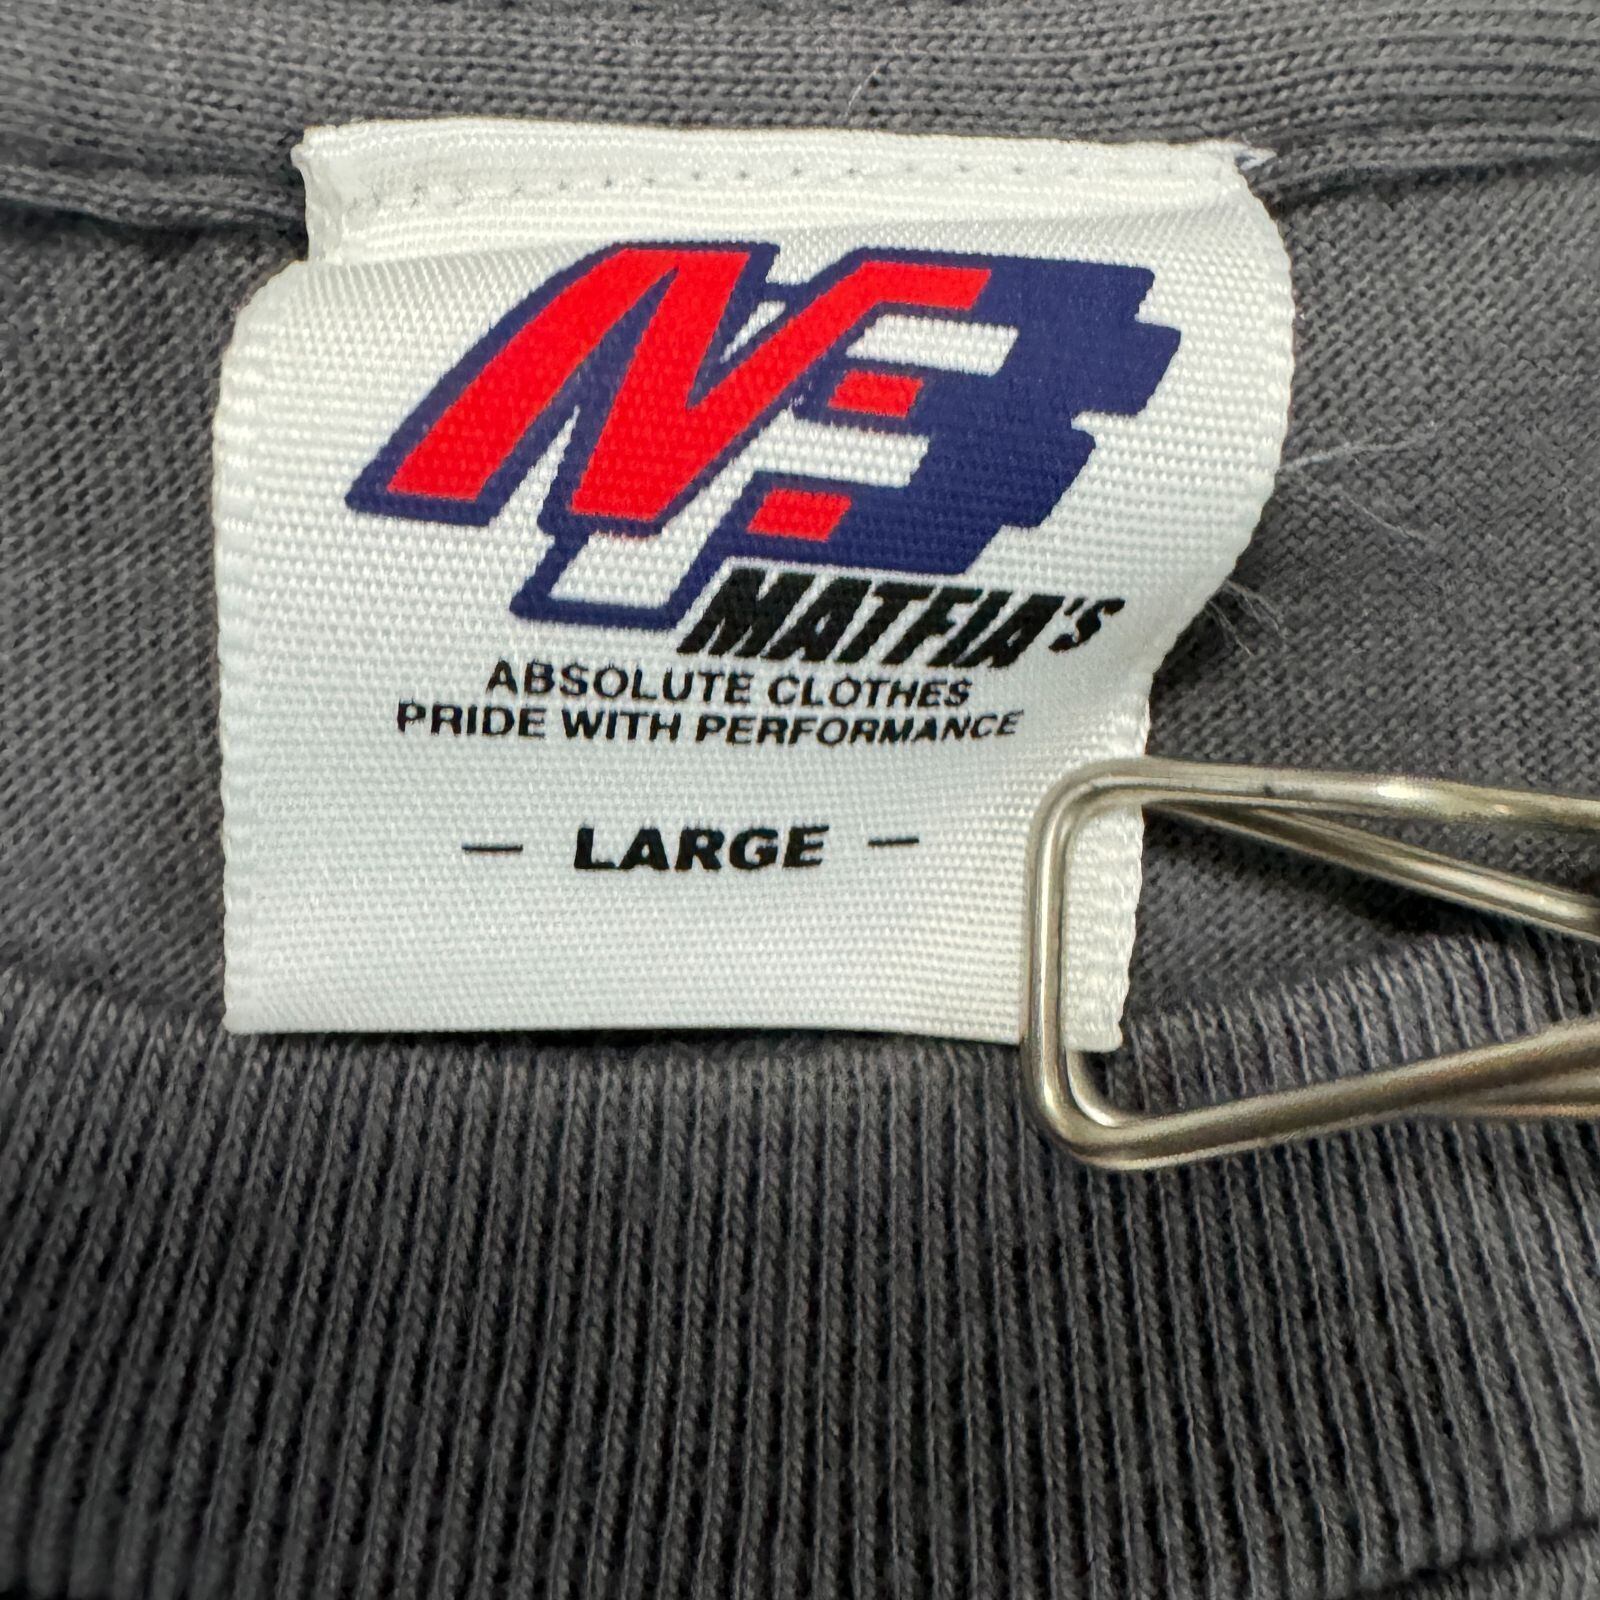 MATFIA'S
ABSOLUTE CLOTHES
PRIDE WITH PERFORMANCE
— LARGE —